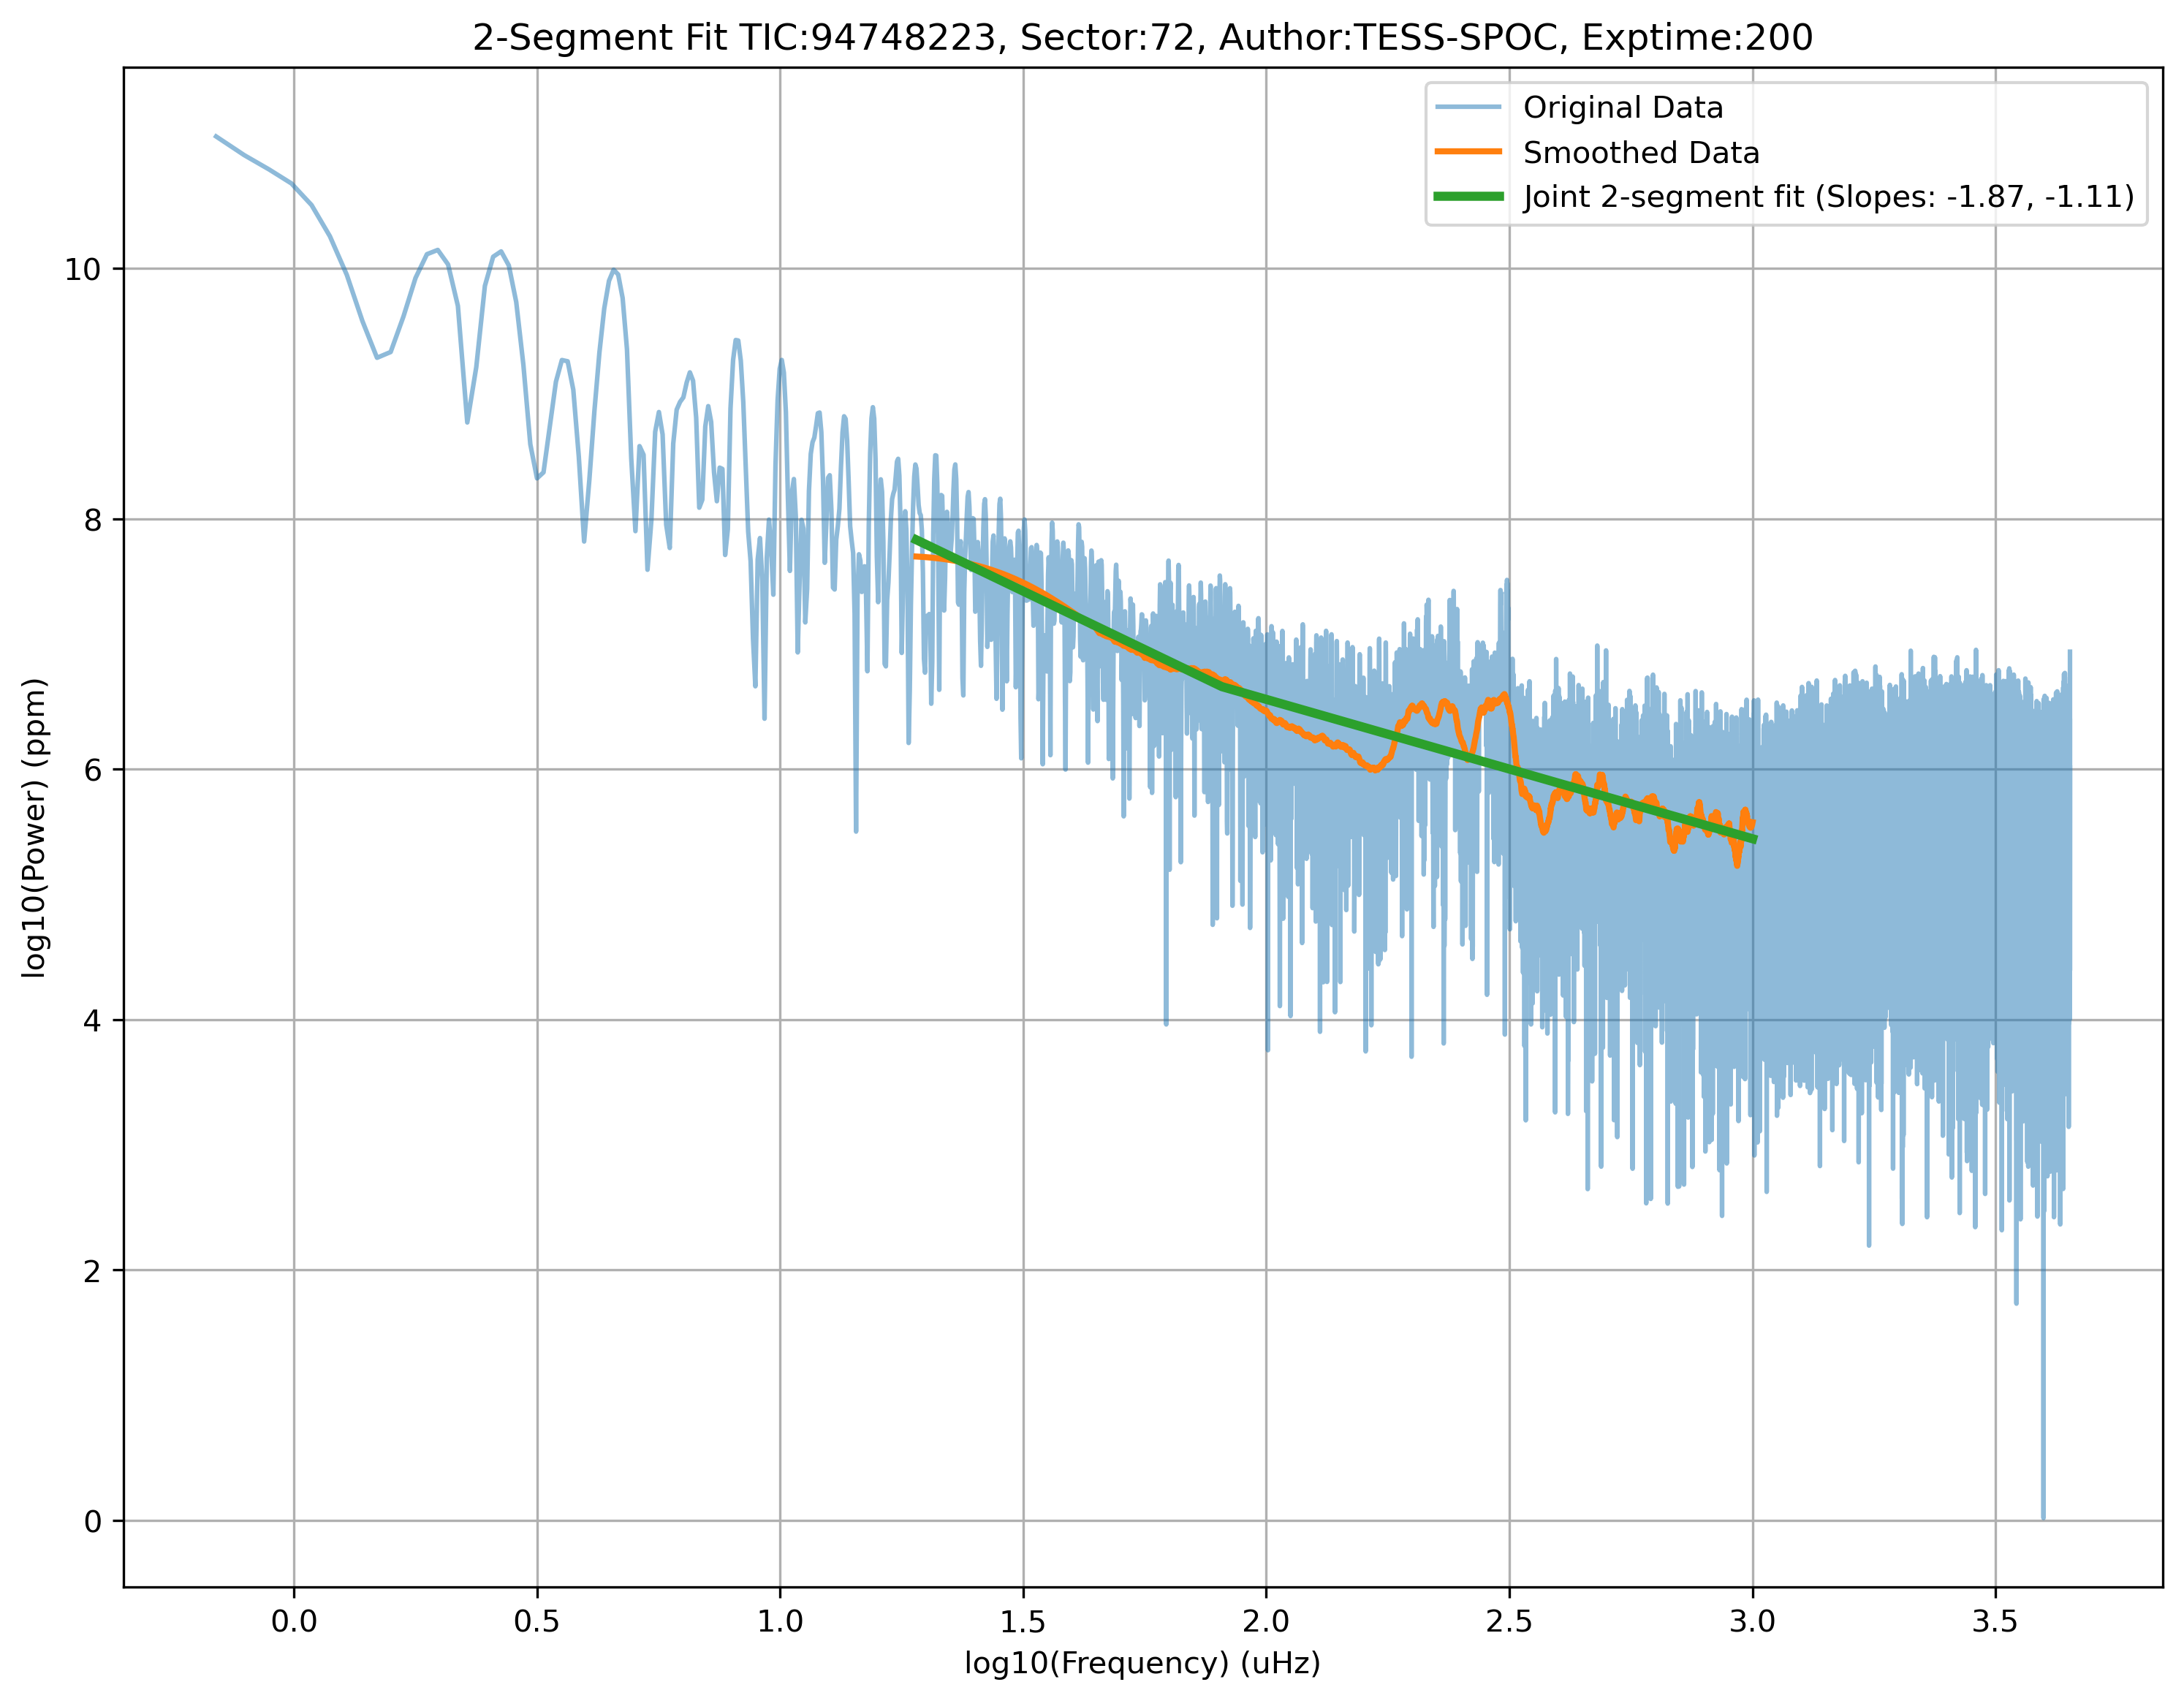 2-Segment Fit TIC:94748223, Sector:72, Author:TESS-SPOC, Exptime:200
Original Data
Smoothed Data
Joint 2-segment fit (Slopes: -1.87, -1.11)
log10(Power) (ppm)
10
8
6
4
2
0
0.0 0.5 1.0 1.5 2.0 2.5 3.0 3.5
log10(Frequency) (uHz)